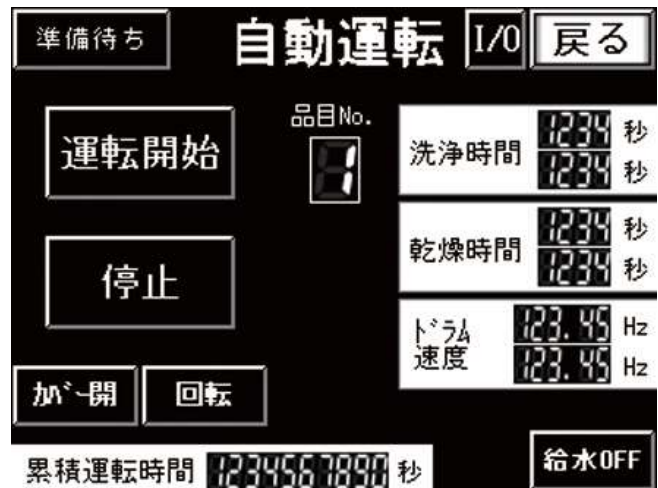 準備待ち 自動運転 I/O 戻る
運転開始
品目No.
1
洗浄時間 1234 秒
1234 秒
乾燥時間 1234 秒
1234 秒
停止
ドラム 123.45 Hz
速度 123.45 Hz
カバー開 回転
累積運転時間 1234567890 秒
給水OFF